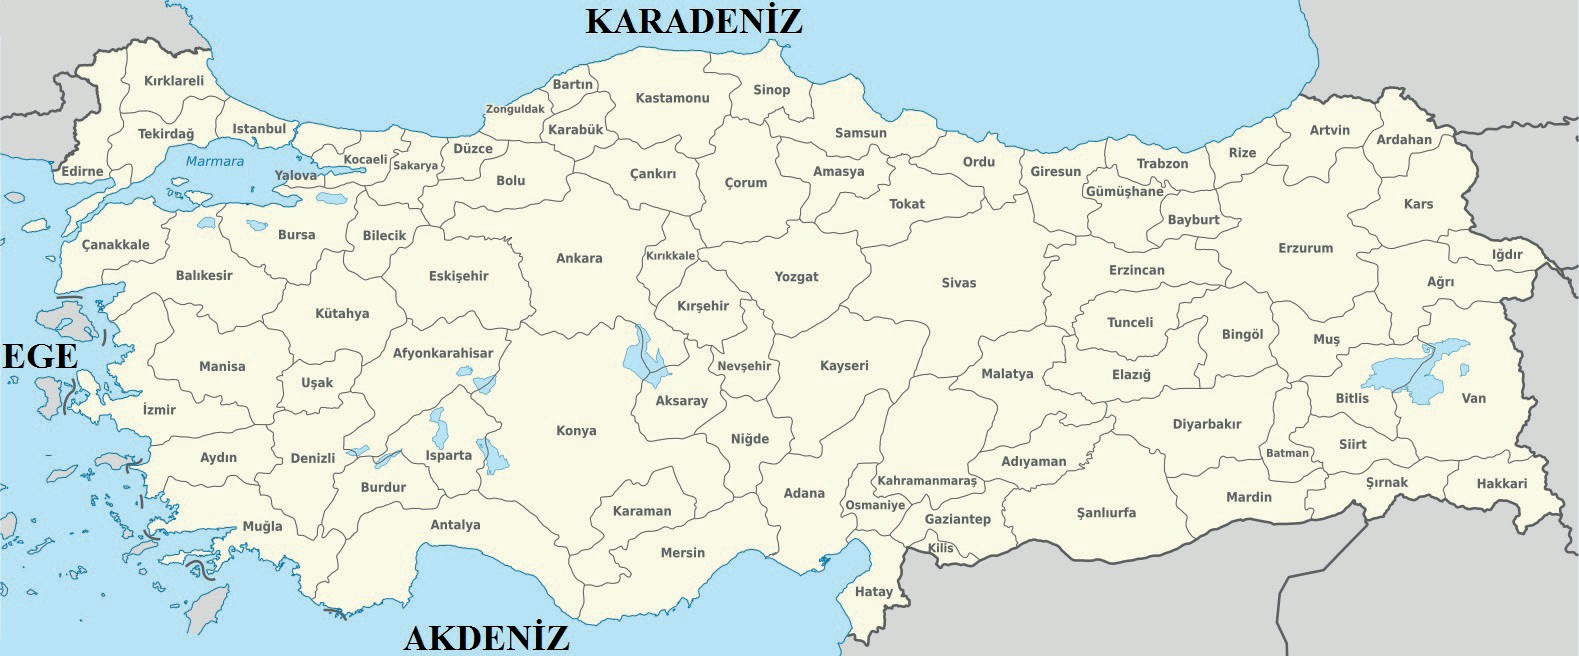 KARADENİZ
Kırklareli
Bartın
Sinop
Kastamonu
Zonguldak
Tekirdağ
Istanbul
Karabük
Samsun
Artvin
Ardahan
Düzce
Rize
Marmara
Kocaeli
Sakarya
Ordu
Trabzon
Edirne
Yalova
Bolu
Çankırı
Çorum
Amasya
Giresun
Gümüşhane
Tokat
Kars
Bayburt
Çanakkale
Bursa
Bilecik
Erzurum
Balıkesir
Eskişehir
Ankara
Kırıkkale
Yozgat
Sivas
Erzincan
Iğdır
Ağrı
Kütahya
Kırşehir
Tunceli
Bingöl
Muş
EGE
Manisa
Afyonkarahisar
Uşak
Nevşehir
Kayseri
Malatya
Elazığ
Bitlis
Van
İzmir
Aksaray
Konya
Niğde
Diyarbakır
Batman
Siirt
Aydın
Denizli
Isparta
Adıyaman
Burdur
Kahramanmaraş
Şırnak
Hakkari
Adana
Osmaniye
Mardin
Muğla
Antalya
Karaman
Gaziantep
Şanlıurfa
Mersin
Kilis
Hatay
AKDENİZ